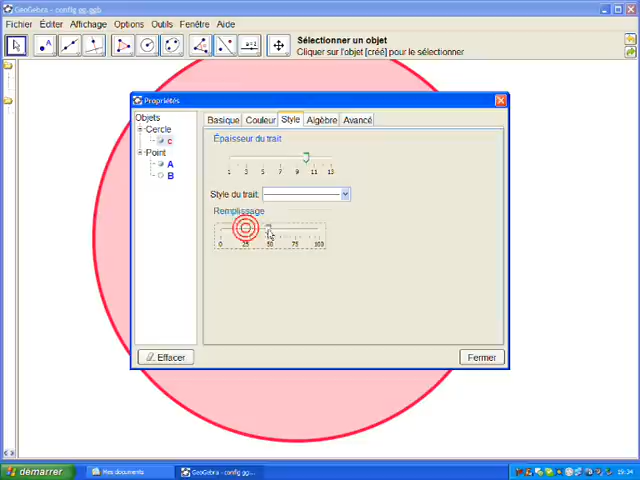 GeoGebra - config gg.ggb
Fichier Éditer Affichage Options Outils Fenêtre Aide
A
a=2
Sélectionner un objet
Cliquer sur l'objet [créé] pour le sélectionner
Propriétés
Objets
Cercle
c
Point
A
B
Basique Couleur Style Algèbre Avancé
Épaisseur du trait
1 3 5 7 9 11 13
Style du trait:
Remplissage
0 25 50 75 100
Effacer
Fermer
démarrer
Mes documents
GeoGebra - config gg...
19:34